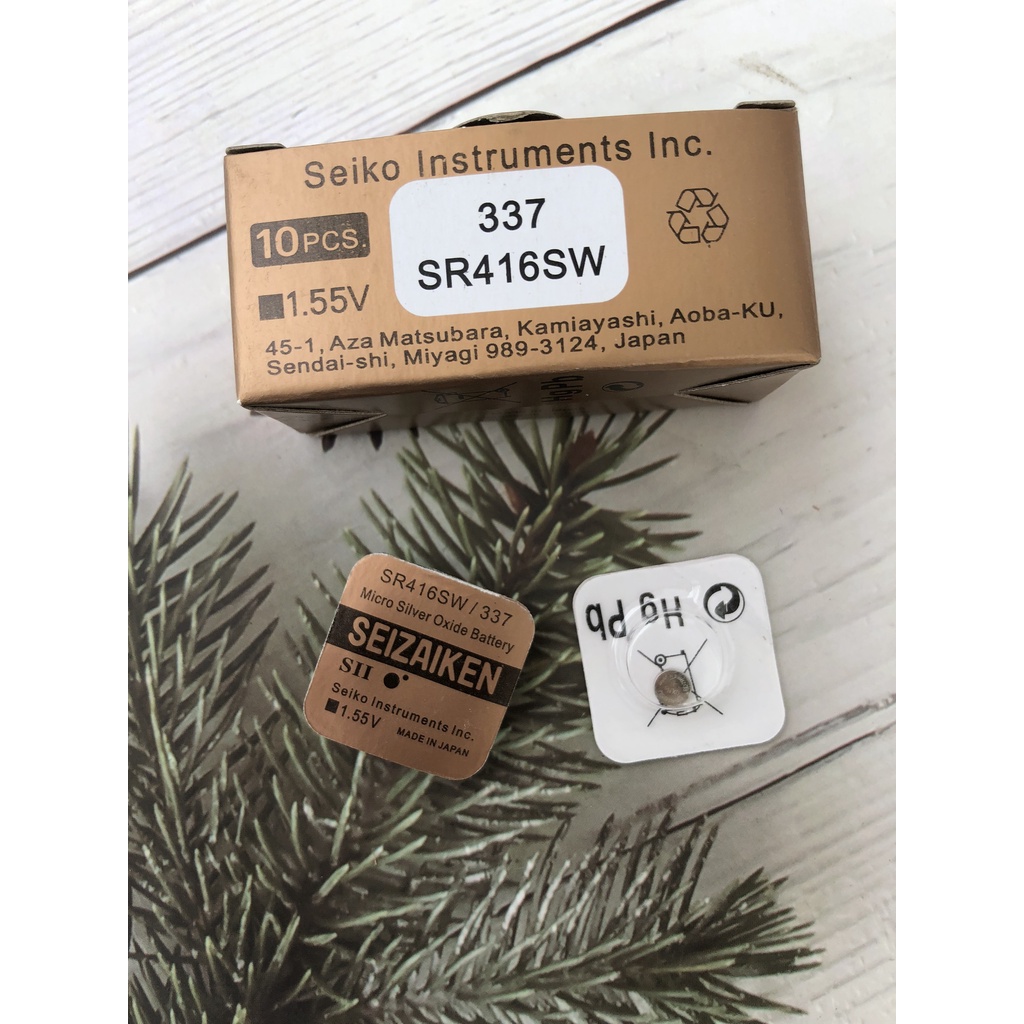 Seiko Instruments Inc.
337
10PCS.
SR416SW
1.55V
45-1, Aza Matsubara, Kamiayashi, Aoba-KU,
Sendai-shi, Miyagi 989-3124, Japan
Hg Pb
SR416SW / 337
Micro Silver Oxide Battery
SEIZAIKEN
SII
Seiko Instruments Inc.
1.55V
MADE IN JAPAN
Hg Pb